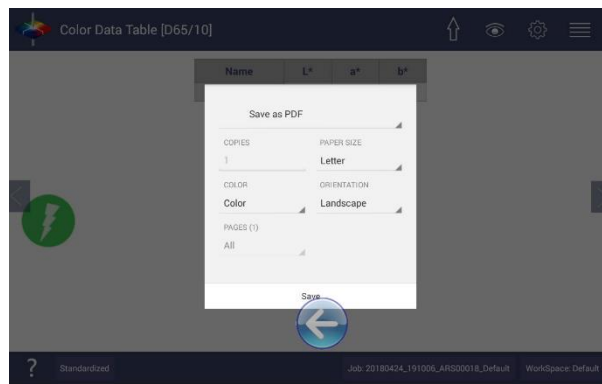 Color Data Table [D65/10]
Name L* a* b*
Save as PDF
COPIES PAPER SIZE
1 Letter
COLOR ORIENTATION
Color Landscape
PAGES (1)
All
Save
? Standardized Job: 20180424_191006_ARS00018_Default WorkSpace: Default